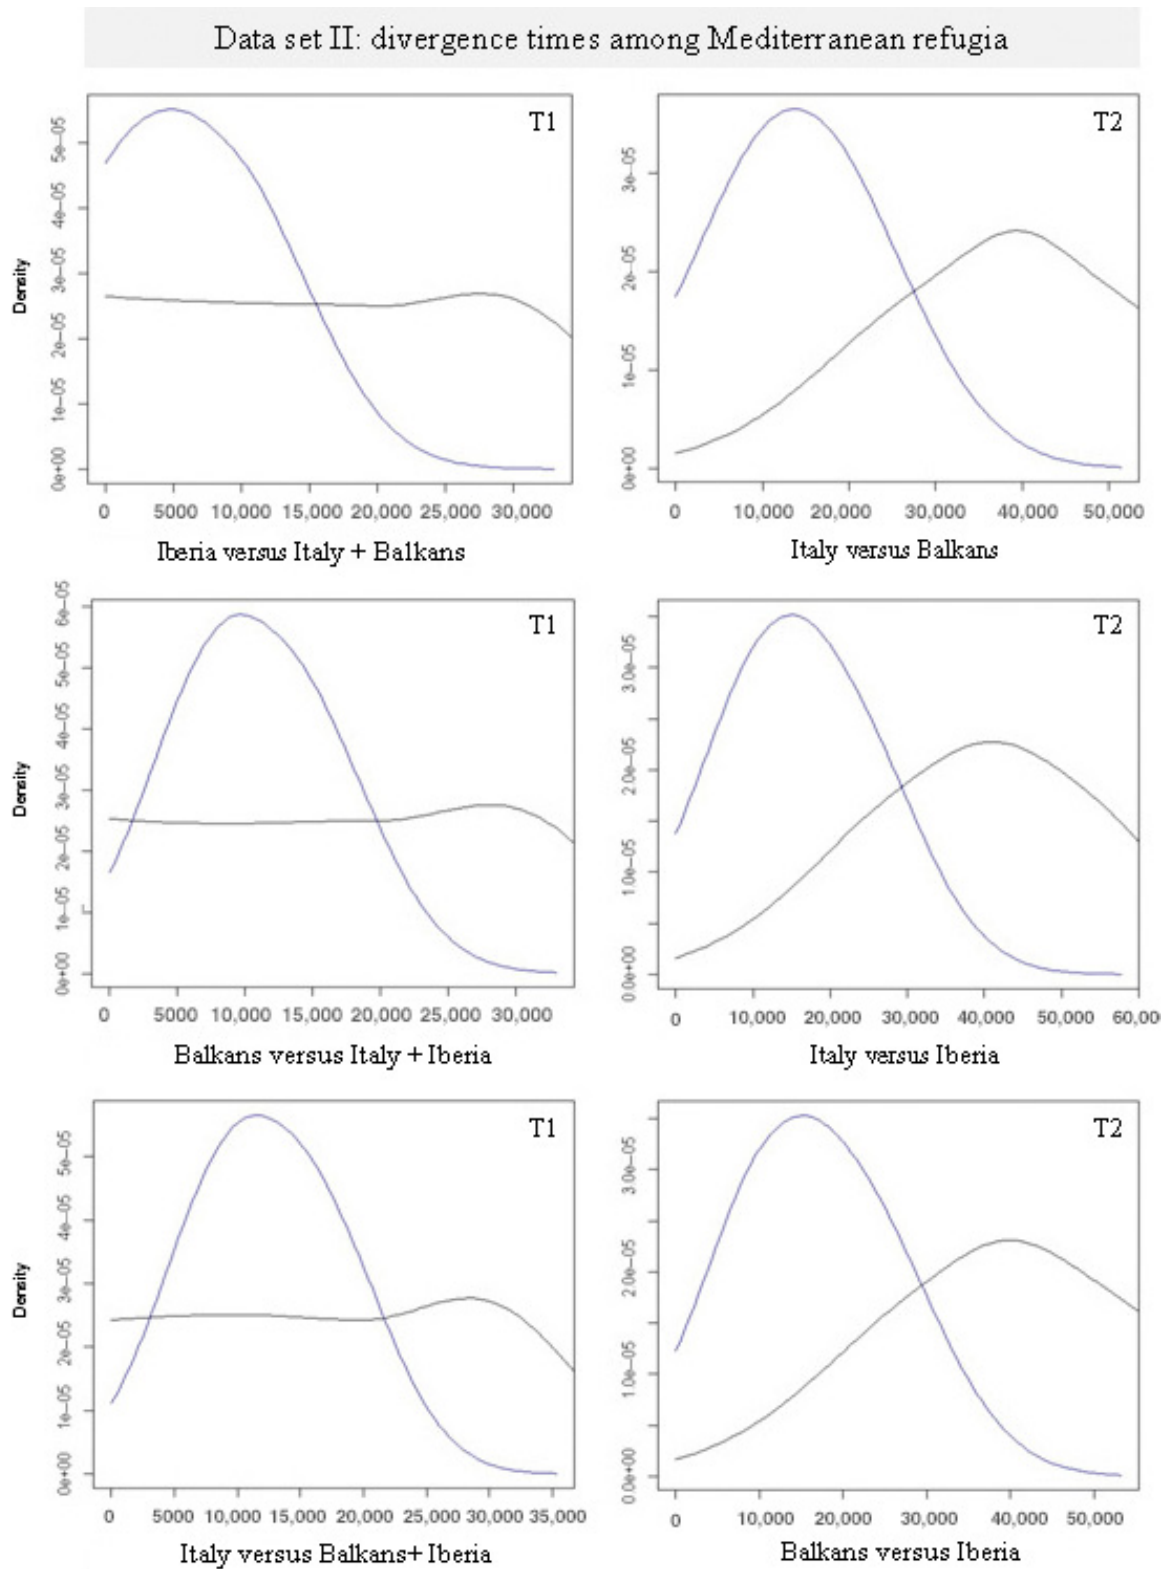 Data set II: divergence times among Mediterranean refugia
T1
Density
0e+00 1e-05 2e-05 3e-05 4e-05 5e-05
0 5000 10,000 15,000 20,000 25,000 30,000
Iberia versus Italy + Balkans
T2
0e+00 1e-05 2e-05 3e-05
0 10,000 20,000 30,000 40,000 50,000
Italy versus Balkans
T1
Density
0e+00 1e-05 2e-05 3e-05 4e-05 5e-05 6e-05
0 5000 10,000 15,000 20,000 25,000 30,000
Balkans versus Italy + Iberia
T2
0.0e+00 1.0e-05 2.0e-05 3.0e-05
0 10,000 20,000 30,000 40,000 50,000 60,00
Italy versus Iberia
T1
Density
0e+00 1e-05 2e-05 3e-05 4e-05 5e-05
0 5000 10,000 15,000 20,000 25,000 30,000 35,000
Italy versus Balkans+ Iberia
T2
0.0e+00 1.0e-05 2.0e-05 3.0e-05
0 10,000 20,000 30,000 40,000 50,000
Balkans versus Iberia